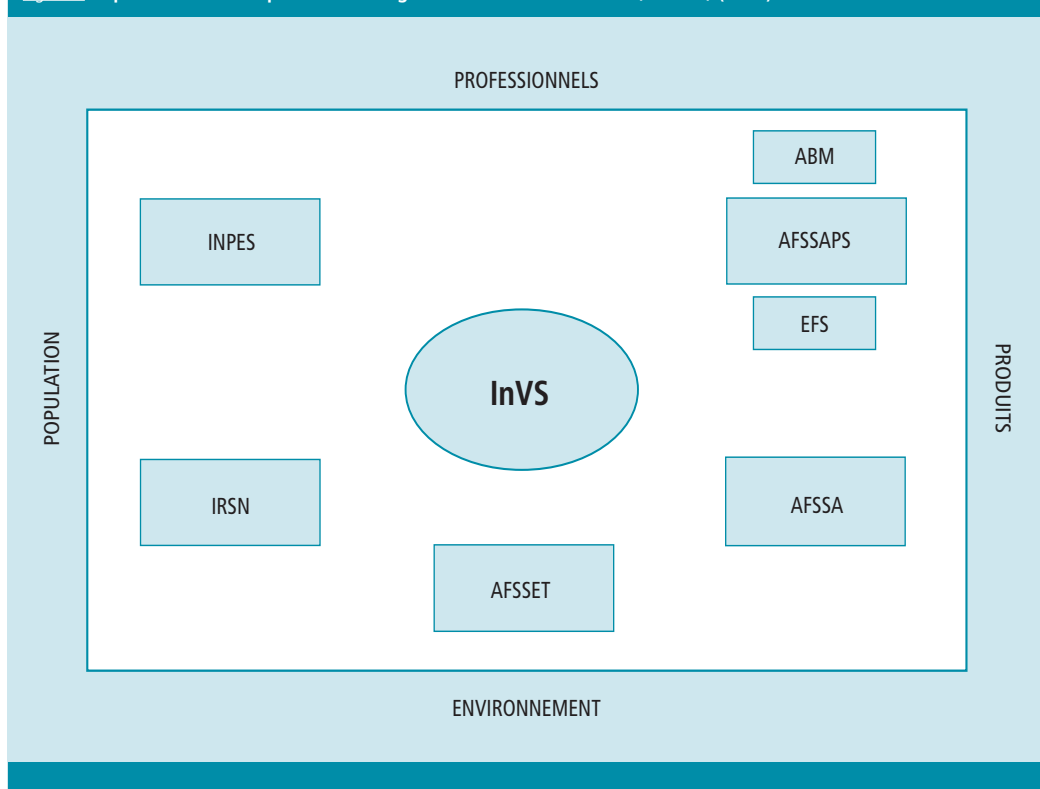 PROFESSIONNELS
ABM
INPES
AFSSAPS
EFS
POPULATION
InVS
PRODUITS
IRSN
AFSSA
AFSSET
ENVIRONNEMENT